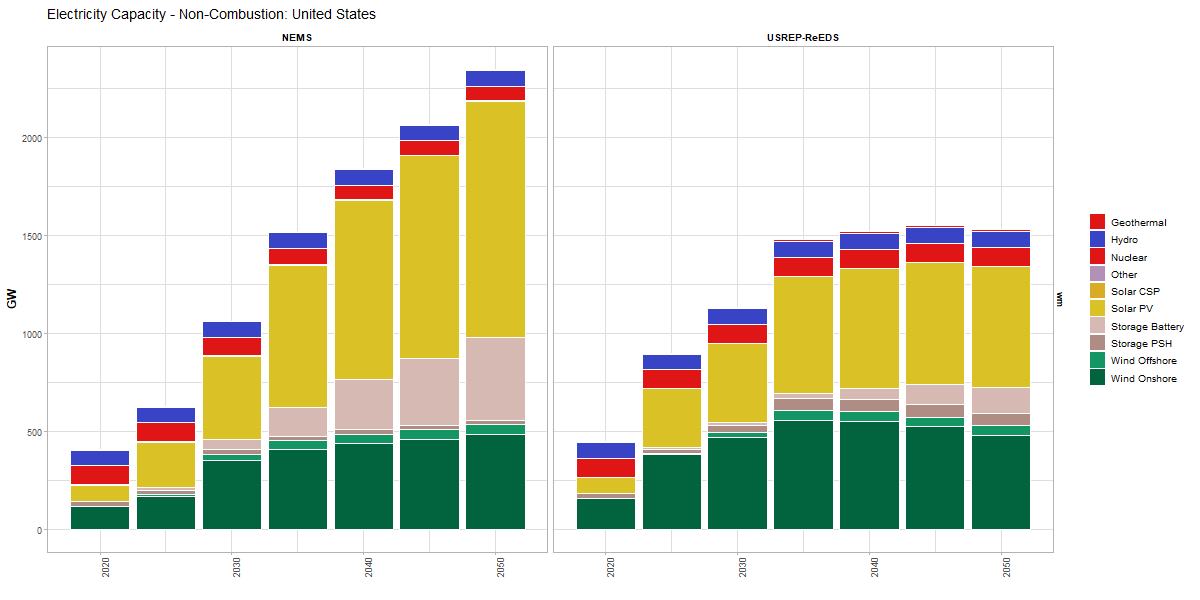 Electricity Capacity - Non-Combustion: United States
NEMS
USREP-ReEDS
GW
2000
1500
1000
500
0
2020
2030
2040
2050
2020
2030
2040
2050
wm
Geothermal
Hydro
Nuclear
Other
Solar CSP
Solar PV
Storage Battery
Storage PSH
Wind Offshore
Wind Onshore